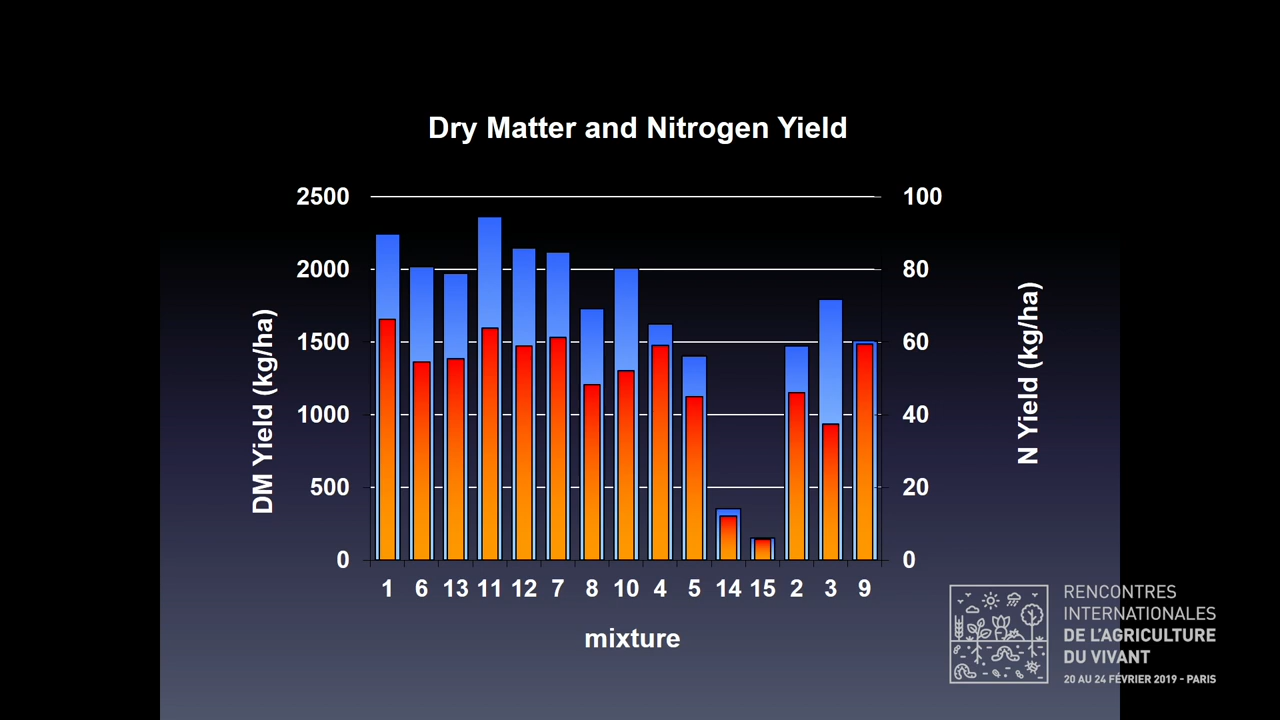 Dry Matter and Nitrogen Yield
2500
2000
1500
1000
500
0
100
80
60
40
20
0
DM Yield (kg/ha)
N Yield (kg/ha)
1 6 13 11 12 7 8 10 4 5 14 15 2 3 9
mixture
RENCONTRES
INTERNATIONALES
DE L'AGRICULTURE
DU VIVANT
20 AU 24 FÉVRIER 2019 - PARIS